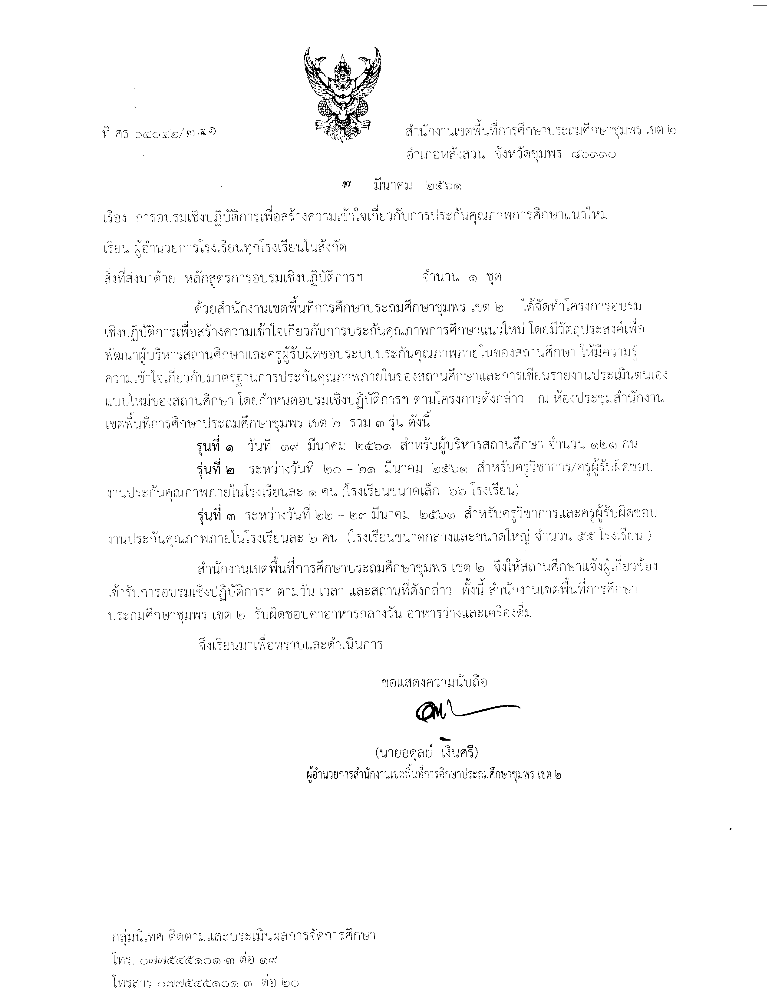 ที่ ศธ ๐๔๐๔๒/๓๔๑
สำนักงานเขตพื้นที่การศึกษาประถมศึกษาชุมพร เขต ๒
อำเภอหลังสวน จังหวัดชุมพร ๘๖๑๑๐
๗ มีนาคม ๒๕๖๑
เรื่อง การอบรมเชิงปฏิบัติการเพื่อสร้างความเข้าใจเกี่ยวกับการประกันคุณภาพการศึกษาแนวใหม่
เรียน ผู้อำนวยการโรงเรียนทุกโรงเรียนในสังกัด
สิ่งที่ส่งมาด้วย หลักสูตรการอบรมเชิงปฏิบัติการฯ จำนวน ๑ ชุด
ด้วยสำนักงานเขตพื้นที่การศึกษาประถมศึกษาชุมพร เขต ๒ ได้จัดทำโครงการอบรม
เชิงปฏิบัติการเพื่อสร้างความเข้าใจเกี่ยวกับการประกันคุณภาพการศึกษาแนวใหม่ โดยมีวัตถุประสงค์เพื่อ
พัฒนาผู้บริหารสถานศึกษาและครูผู้รับผิดชอบระบบประกันคุณภาพภายในของสถานศึกษา ให้มีความรู้
ความเข้าใจเกี่ยวกับมาตรฐานการประกันคุณภาพภายในของสถานศึกษาและการเขียนรายงานประเมินตนเอง
แบบใหม่ของสถานศึกษา โดยกำหนดอบรมเชิงปฏิบัติการฯ ตามโครงการดังกล่าว ณ ห้องประชุมสำนักงาน
เขตพื้นที่การศึกษาประถมศึกษาชุมพร เขต ๒ รวม ๓ รุ่น ดังนี้
รุ่นที่ ๑ วันที่ ๑๙ มีนาคม ๒๕๖๑ สำหรับผู้บริหารสถานศึกษา จำนวน ๑๒๑ คน
รุ่นที่ ๒ ระหว่างวันที่ ๒๐ - ๒๑ มีนาคม ๒๕๖๑ สำหรับครูวิชาการ/ครูผู้รับผิดชอบ
งานประกันคุณภาพภายในโรงเรียนละ ๑ คน (โรงเรียนขนาดเล็ก ๖๖ โรงเรียน)
รุ่นที่ ๓ ระหว่างวันที่ ๒๒ - ๒๓ มีนาคม ๒๕๖๑ สำหรับครูวิชาการและครูผู้รับผิดชอบ
งานประกันคุณภาพภายในโรงเรียนละ ๒ คน (โรงเรียนขนาดกลางและขนาดใหญ่ จำนวน ๕๕ โรงเรียน )
สำนักงานเขตพื้นที่การศึกษาประถมศึกษาชุมพร เขต ๒ จึงให้สถานศึกษาแจ้งผู้เกี่ยวข้อง
เข้ารับการอบรมเชิงปฏิบัติการฯ ตามวัน เวลา และสถานที่ดังกล่าว ทั้งนี้ สำนักงานเขตพื้นที่การศึกษา
ประถมศึกษาชุมพร เขต ๒ รับผิดชอบค่าอาหารกลางวัน อาหารว่างและเครื่องดื่ม
จึงเรียนมาเพื่อทราบและดำเนินการ
ขอแสดงความนับถือ
(นายอดุลย์ เงินศรี)
ผู้อำนวยการสำนักงานเขตพื้นที่การศึกษาประถมศึกษาชุมพร เขต ๒
กลุ่มนิเทศ ติดตามและประเมินผลการจัดการศึกษา
โทร. ๐๗๗๕๔๕๑๐๑-๓ ต่อ ๑๙
โทรสาร ๐๗๗๕๔๕๑๐๑-๓ ต่อ ๒๐